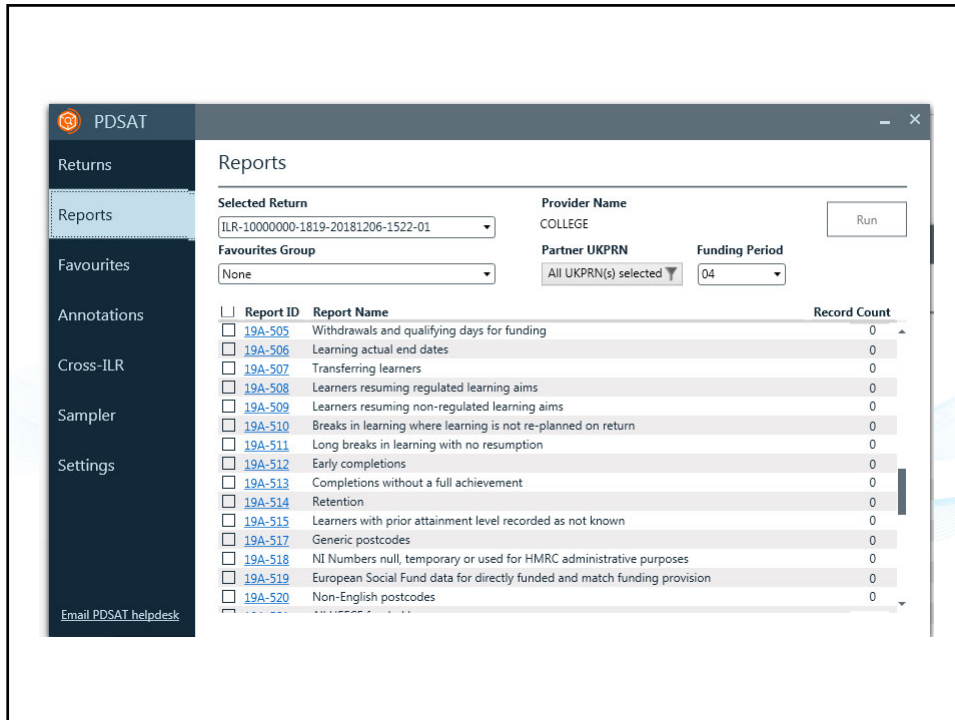 PDSAT
Returns
Reports
Favourites
Annotations
Cross-ILR
Sampler
Settings
Email PDSAT helpdesk
Reports
Selected Return Provider Name
ILR-10000000-1819-20181206-1522-01 COLLEGE Run
Favourites Group Partner UKPRN Funding Period
None All UKPRN(s) selected 04
Report ID Report Name Record Count
19A-505 Withdrawals and qualifying days for funding 0
19A-506 Learning actual end dates 0
19A-507 Transferring learners 0
19A-508 Learners resuming regulated learning aims 0
19A-509 Learners resuming non-regulated learning aims 0
19A-510 Breaks in learning where learning is not re-planned on return 0
19A-511 Long breaks in learning with no resumption 0
19A-512 Early completions 0
19A-513 Completions without a full achievement 0
19A-514 Retention 0
19A-515 Learners with prior attainment level recorded as not known 0
19A-517 Generic postcodes 0
19A-518 NI Numbers null, temporary or used for HMRC administrative purposes 0
19A-519 European Social Fund data for directly funded and match funding provision 0
19A-520 Non-English postcodes 0